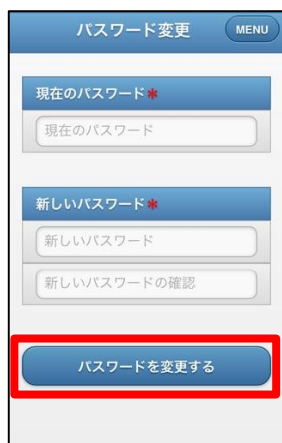 パスワード変更 MENU
現在のパスワード*
現在のパスワード
新しいパスワード*
新しいパスワード
新しいパスワードの確認
パスワードを変更する